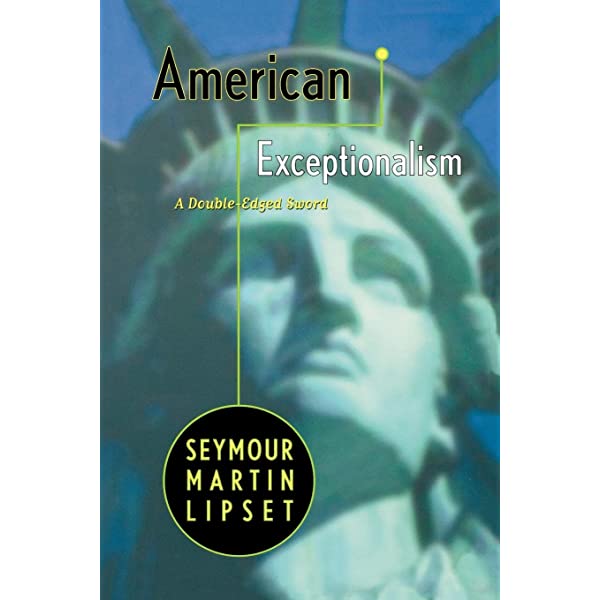 American
Exceptionalism
A Double-Edged Sword
SEYMOUR
MARTIN
LIPSET